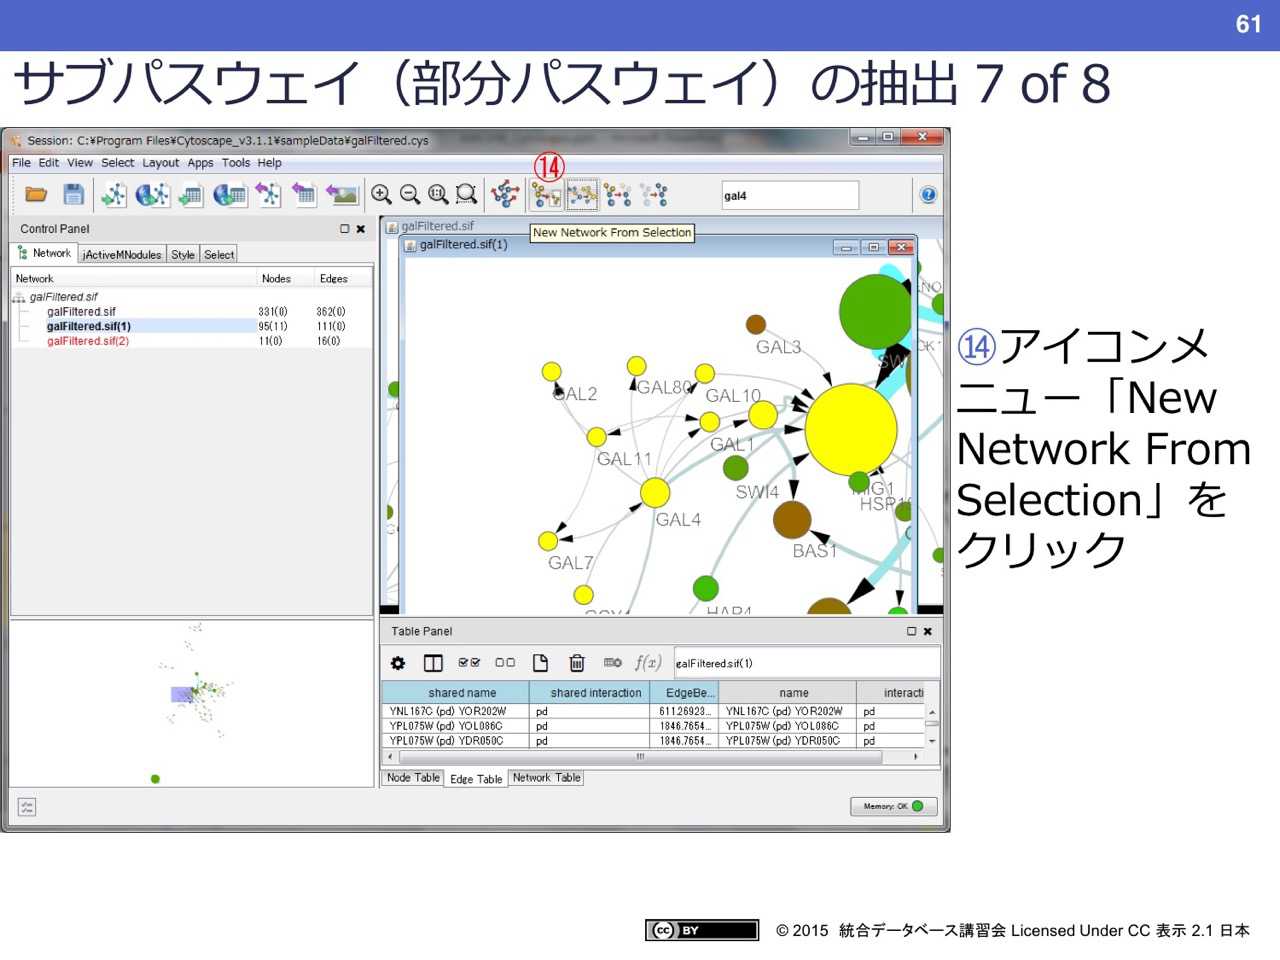 61
サブパスウェイ（部分パスウェイ）の抽出 7 of 8
Session: C:¥Program Files¥Cytoscape_v3.1.1¥sampleData¥galFiltered.cys
File Edit View Select Layout Apps Tools Help
⑭
gal4
Control Panel
Network jActiveMNodules Style Select
Network Nodes Edges
galFiltered.sif
galFiltered.sif 331(0) 362(0)
galFiltered.sif(1) 95(11) 111(0)
galFiltered.sif(2) 11(0) 16(0)
galFiltered.sif
New Network From Selection
galFiltered.sif(1)
GAL3
GAL2
GAL80
GAL10
GAL11
GAL1
SWI4
MIG1
GAL4
BAS1
GAL7
HAP4
Table Panel
f(x) galFiltered.sif(1)
shared name shared interaction EdgeBe... name interacti
YNL167C (pd) YOR202W pd 611.26923... YNL167C (pd) YOR202W pd
YPL075W (pd) YOL086C pd 1846.7654... YPL075W (pd) YOL086C pd
YPL075W (pd) YDR050C pd 1846.7654... YPL075W (pd) YDR050C pd
Node Table Edge Table Network Table
Memory: OK
⑭アイコンメ
ニュー「New
Network From
Selection」を
クリック
cc BY
© 2015 統合データベース講習会 Licensed Under CC 表示 2.1 日本